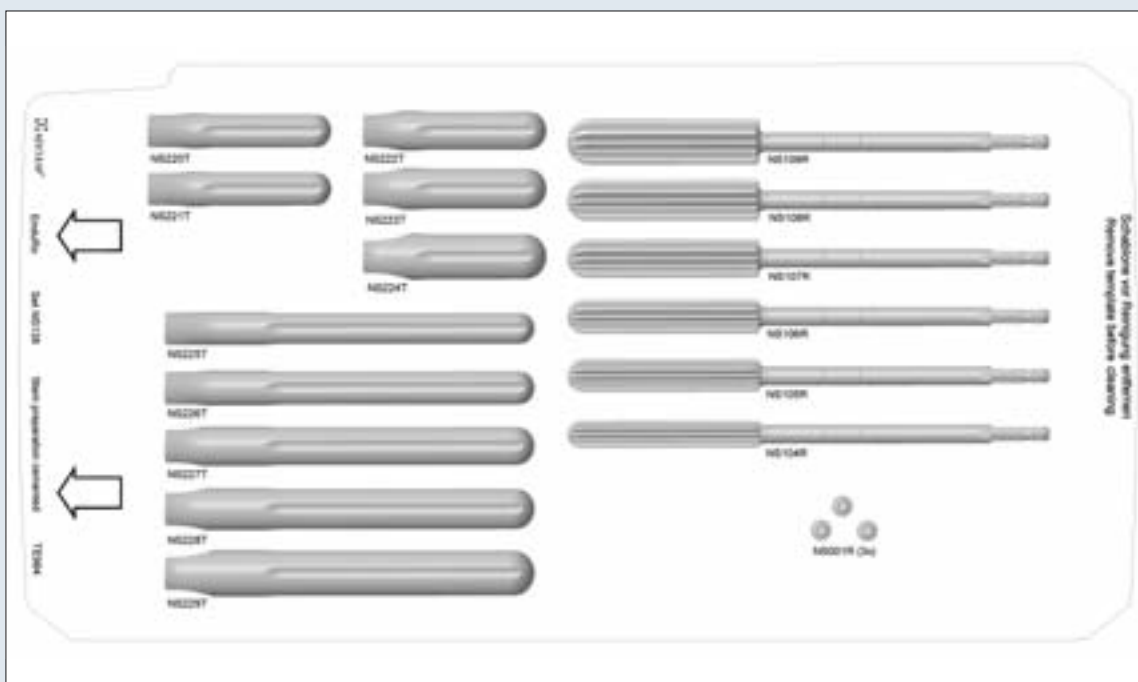 EnduRo
Stem preparation cemented
NS220T
NS221T
NS222T
NS223T
NS224T
NS225T
NS226T
NS227T
NS228T
NS229T
NS109R
NS108R
NS107R
NS106R
NS105R
NS104R
Schablone vor Reinigung entfernen
Remove template before cleaning